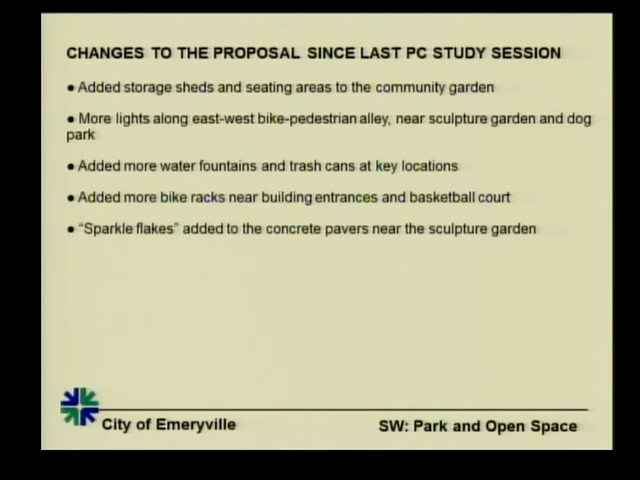 CHANGES TO THE PROPOSAL SINCE LAST PC STUDY SESSION
● Added storage sheds and seating areas to the community garden
● More lights along east-west bike-pedestrian alley, near sculpture garden and dog
park
● Added more water fountains and trash cans at key locations
● Added more bike racks near building entrances and basketball court
● “Sparkle flakes” added to the concrete pavers near the sculpture garden
City of Emeryville
SW: Park and Open Space